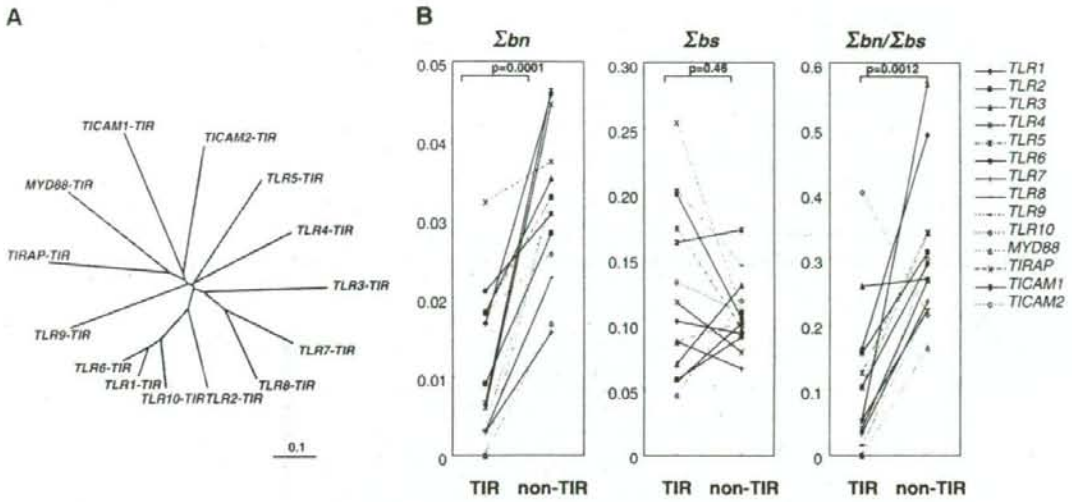 A
TICAM1-TIR
TICAM2-TIR
MYD88-TIR
TLR5-TIR
TLR4-TIR
TIRAP-TIR
TLR3-TIR
TLR9-TIR
TLR7-TIR
TLR6-TIR
TLR1-TIR
TLR8-TIR
TLR10-TIR
TLR2-TIR
0.1
B
Σbn
p=0.0001
0.05
0.04
0.03
0.02
0.01
0
TIR non-TIR
Σbs
p=0.46
0.30
0.25
0.20
0.15
0.10
0.05
0
TIR non-TIR
Σbn/Σbs
p=0.0012
0.6
0.5
0.4
0.3
0.2
0.1
0
TIR non-TIR
TLR1
TLR2
TLR3
TLR4
TLR5
TLR6
TLR7
TLR8
TLR9
TLR10
MYD88
TIRAP
TICAM1
TICAM2